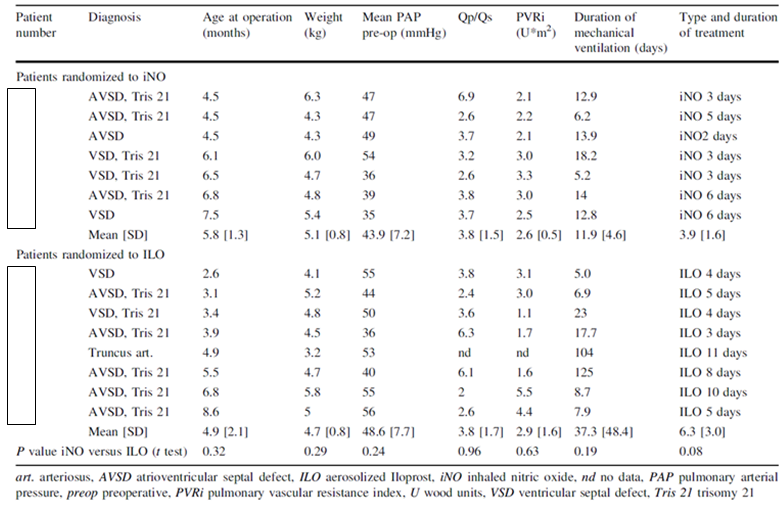 Patient number Diagnosis Age at operation (months) Weight (kg) Mean PAP pre-op (mmHg) Qp/Qs PVRi (U*m²) Duration of mechanical ventilation (days) Type and duration of treatment
Patients randomized to iNO
AVSD, Tris 21 4.5 6.3 47 6.9 2.1 12.9 iNO 3 days
AVSD, Tris 21 4.5 4.3 47 2.6 2.2 6.2 iNO 5 days
AVSD 4.5 4.3 49 3.7 2.1 13.9 iNO2 days
VSD, Tris 21 6.1 6.0 54 3.2 3.0 18.2 iNO 3 days
VSD, Tris 21 6.5 4.7 36 2.6 3.3 5.2 iNO 3 days
AVSD, Tris 21 6.8 4.8 39 3.8 3.0 14 iNO 6 days
VSD 7.5 5.4 35 3.7 2.5 12.8 iNO 6 days
Mean [SD] 5.8 [1.3] 5.1 [0.8] 43.9 [7.2] 3.8 [1.5] 2.6 [0.5] 11.9 [4.6] 3.9 [1.6]
Patients randomized to ILO
VSD 2.6 4.1 55 3.8 3.1 5.0 ILO 4 days
AVSD, Tris 21 3.1 5.2 44 2.4 3.0 6.9 ILO 5 days
VSD, Tris 21 3.4 4.8 50 3.6 1.1 23 ILO 4 days
AVSD, Tris 21 3.9 4.5 36 6.3 1.7 17.7 ILO 3 days
Truncus art. 4.9 3.2 53 nd nd 104 ILO 11 days
AVSD, Tris 21 5.5 4.7 40 6.1 1.6 125 ILO 8 days
AVSD, Tris 21 6.8 5.8 55 2 5.5 8.7 ILO 10 days
AVSD, Tris 21 8.6 5 56 2.6 4.4 7.9 ILO 5 days
Mean [SD] 4.9 [2.1] 4.7 [0.8] 48.6 [7.7] 3.8 [1.7] 2.9 [1.6] 37.3 [48.4] 6.3 [3.0]
P value iNO versus ILO (t test) 0.32 0.29 0.24 0.96 0.63 0.19 0.08
art. arteriosus, AVSD atrioventricular septal defect, ILO aerosolized Iloprost, iNO inhaled nitric oxide, nd no data, PAP pulmonary arterial
pressure, preop preoperative, PVRi pulmonary vascular resistance index, U wood units, VSD ventricular septal defect, Tris 21 trisomy 21